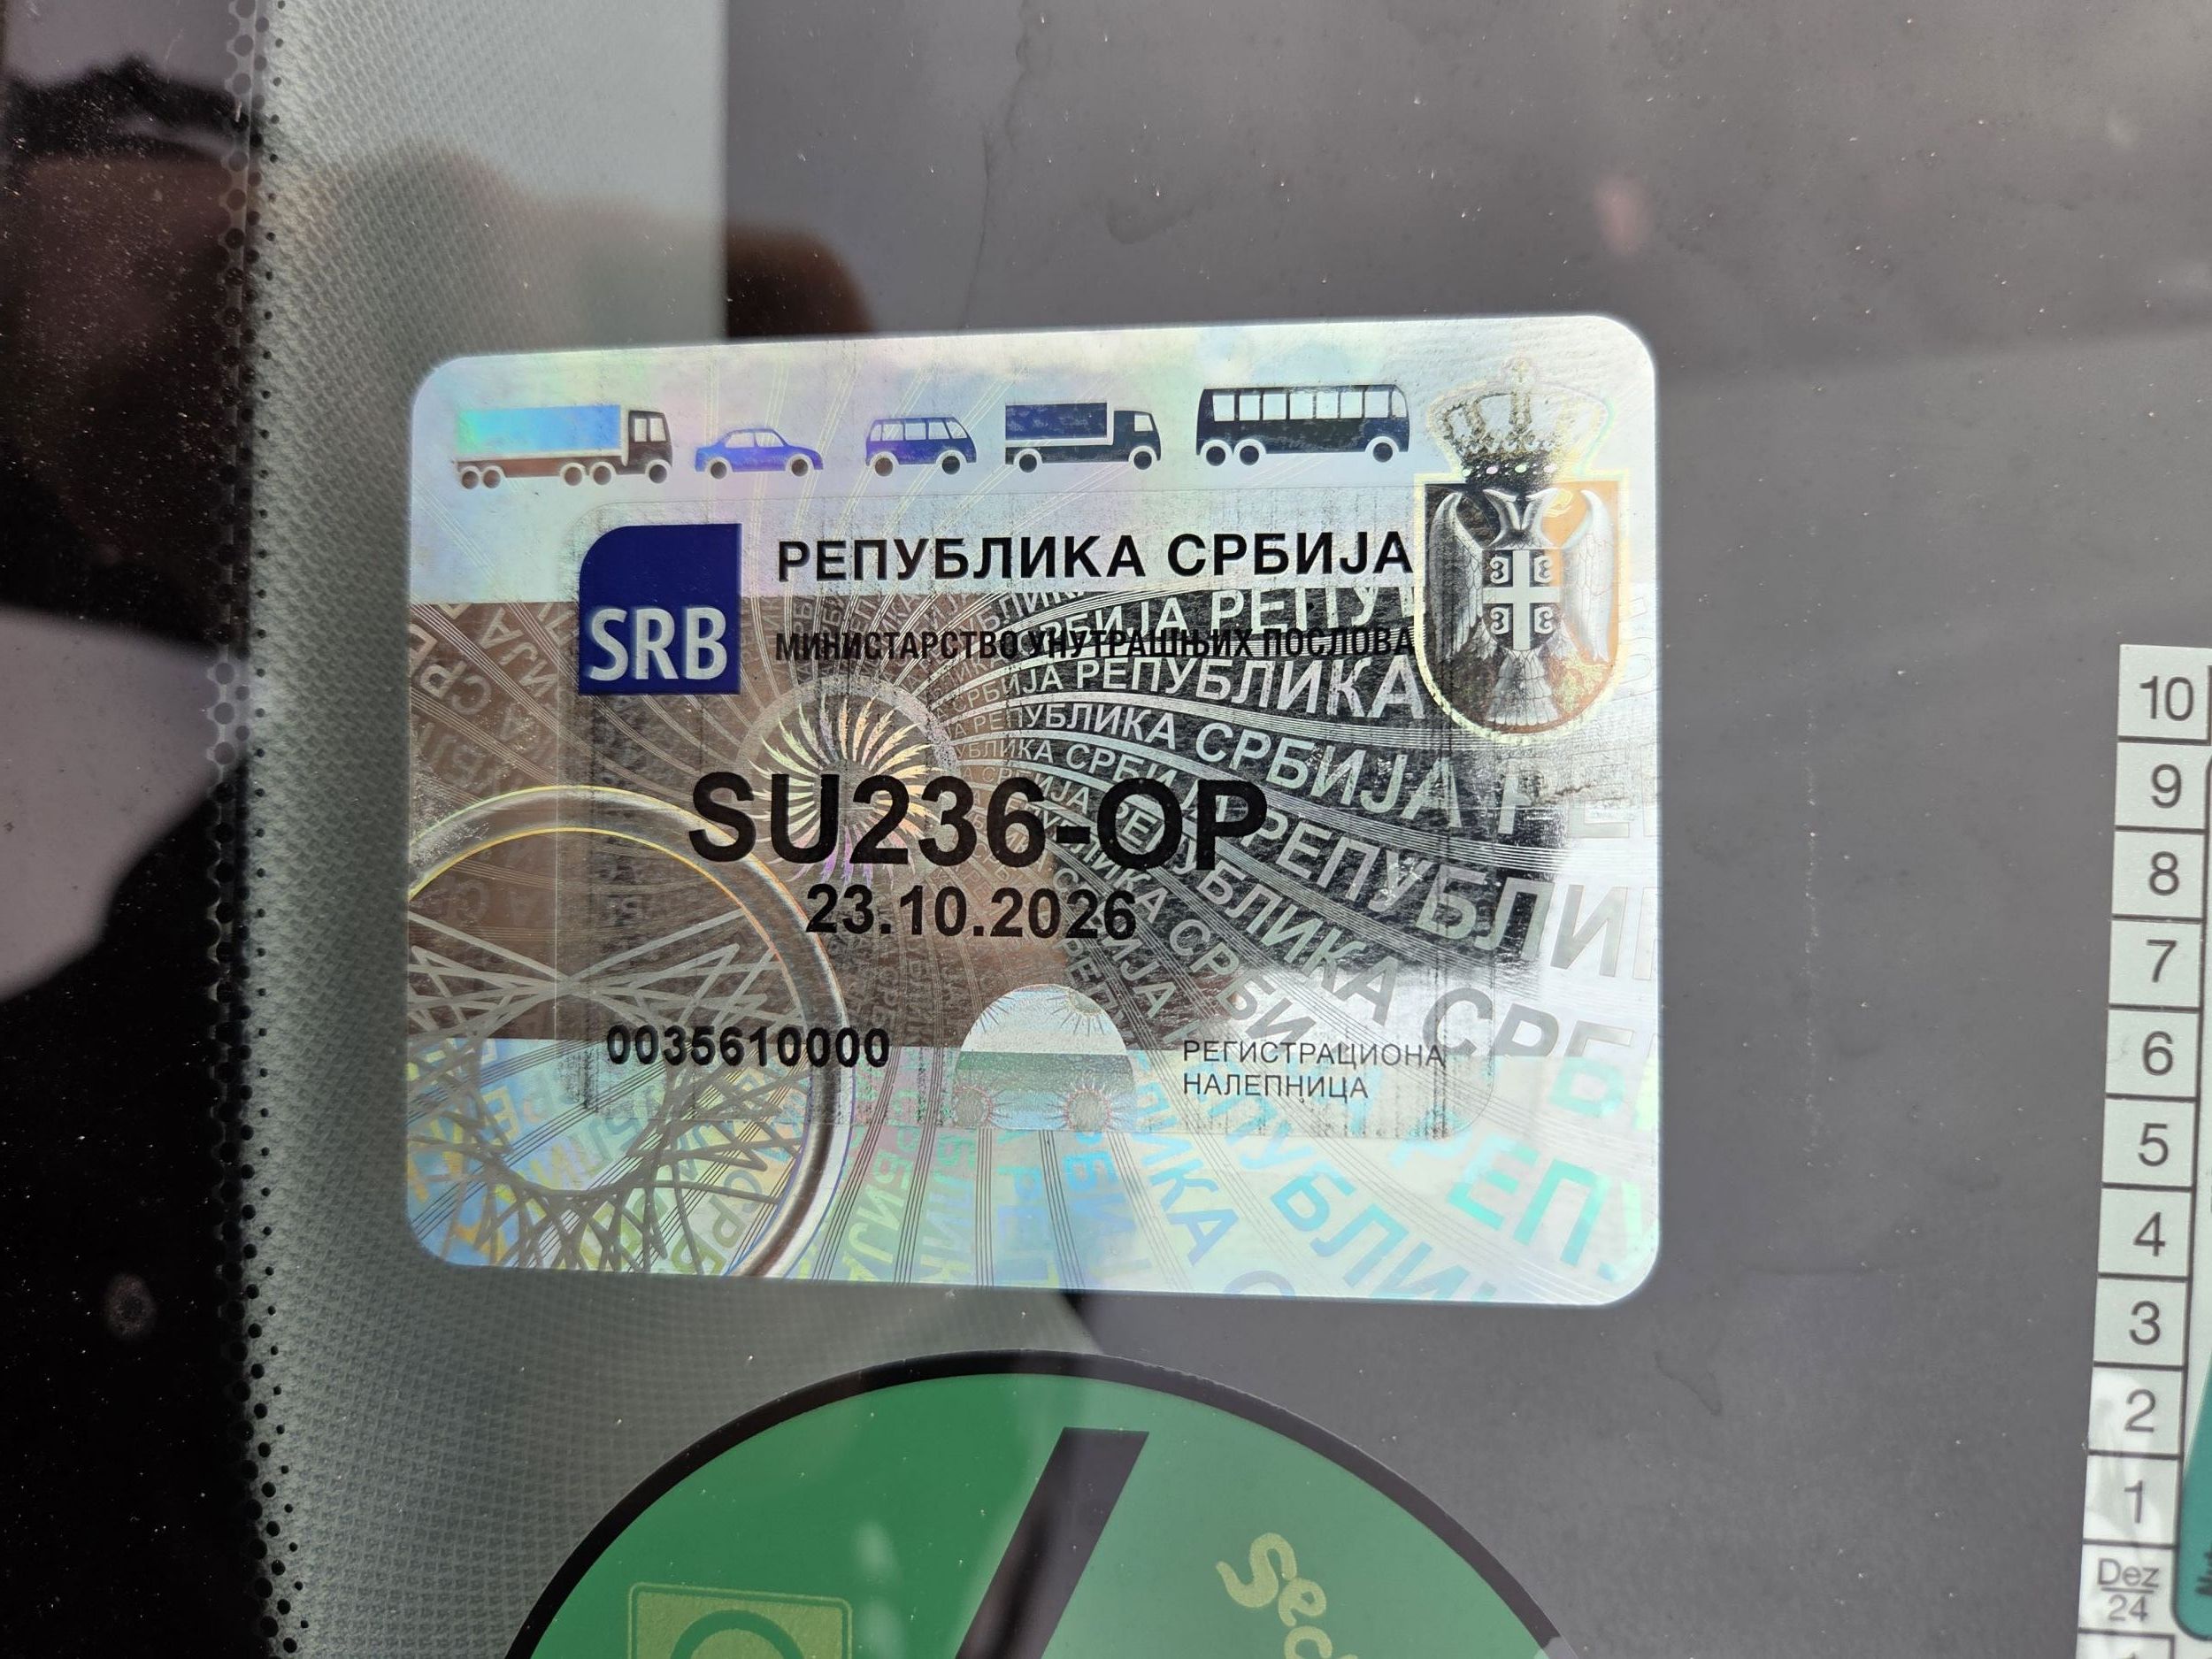 РЕПУБЛИКА СРБИЈА
SRB
МИНИСТАРСТВО УНУТРАШЊИХ ПОСЛОВА
SU236-OP
23.10.2026
0035610000
РЕГИСТРАЦИОНА
НАЛЕПНИЦА
10
9
8
7
6
5
4
3
2
1
Dez
24